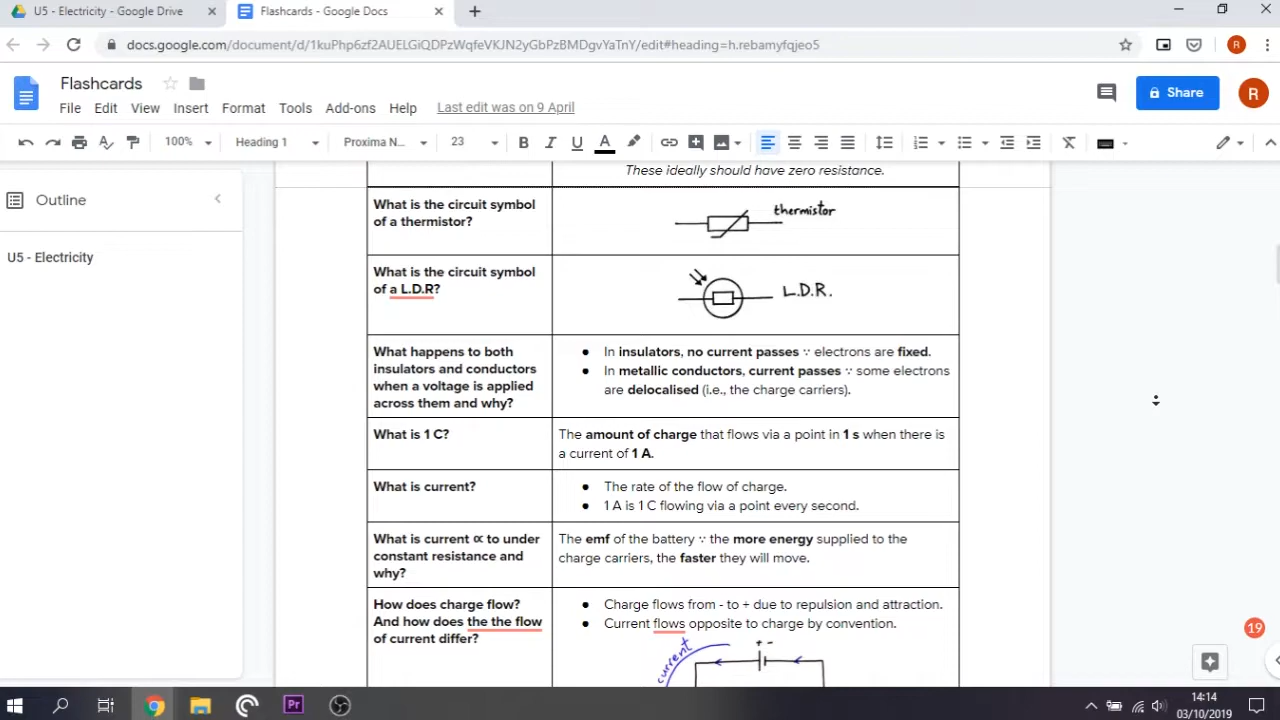 U5 - Electricity - Google Drive
Flashcards - Google Docs
docs.google.com/document/d/1kuPhp6zf2AUELGiQDPzWqfeVKJN2yGbPzBMDgvYaTnY/edit#heading=h.rebamyfqjeo5
R
Flashcards
File Edit View Insert Format Tools Add-ons Help Last edit was on 9 April
Share
R
100% Heading 1 Proxima N... 23 B I U A
Outline
U5 - Electricity
These ideally should have zero resistance.
What is the circuit symbol
of a thermistor?
thermistor
What is the circuit symbol
of a L.D.R?
L.D.R.
What happens to both
insulators and conductors
when a voltage is applied
across them and why?
● In insulators, no current passes ∵ electrons are fixed.
● In metallic conductors, current passes ∵ some electrons
are delocalised (i.e., the charge carriers).
What is 1 C?
The amount of charge that flows via a point in 1 s when there is
a current of 1 A.
What is current?
● The rate of the flow of charge.
● 1 A is 1 C flowing via a point every second.
What is current ∝ to under
constant resistance and
why?
The emf of the battery ∵ the more energy supplied to the
charge carriers, the faster they will move.
How does charge flow?
And how does the the flow
of current differ?
● Charge flows from - to + due to repulsion and attraction.
● Current flows opposite to charge by convention.
+ -
current
19
Pr
14:14
03/10/2019